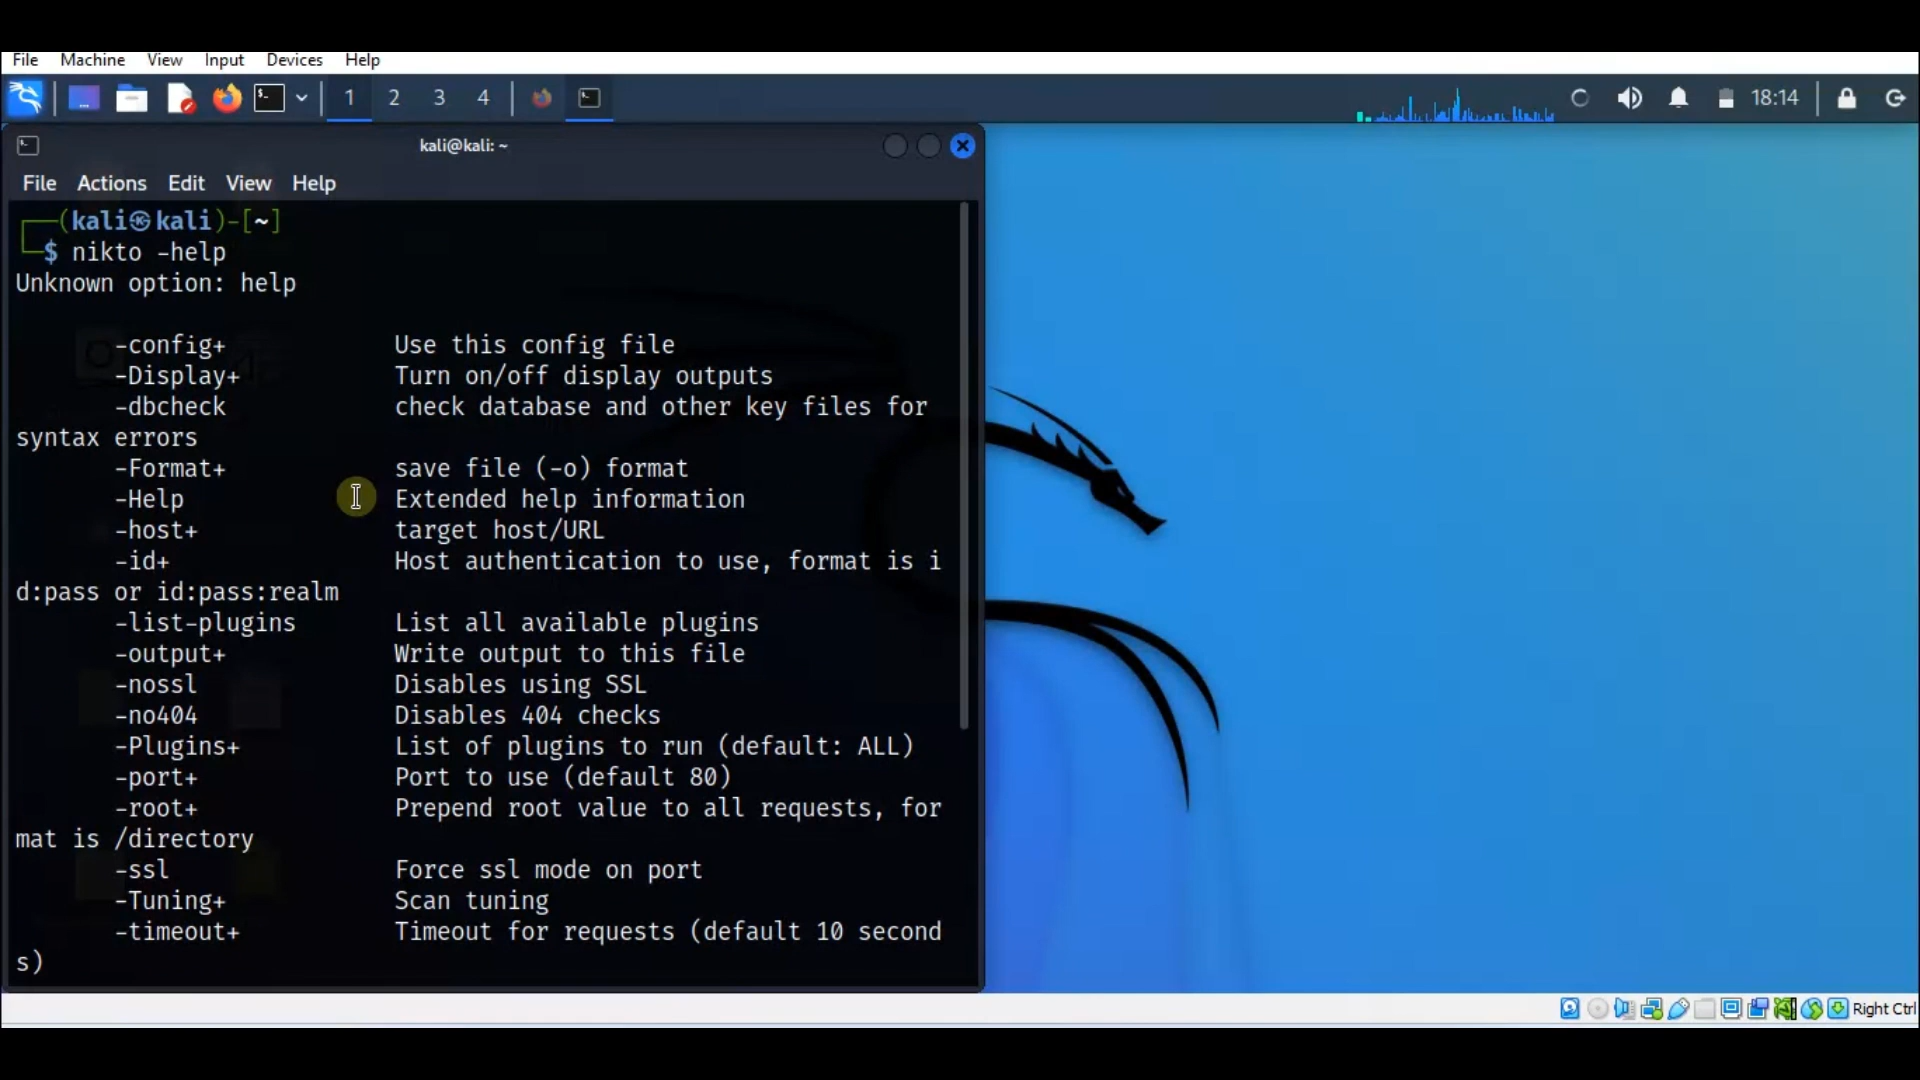 File Machine View Input Devices Help
1 2 3 4 18:14
kali@kali: ~
File Actions Edit View Help
(kali㉿kali)-[~]
$ nikto -help
Unknown option: help
-config+ Use this config file
-Display+ Turn on/off display outputs
-dbcheck check database and other key files for
syntax errors
-Format+ save file (-o) format
-Help Extended help information
-host+ target host/URL
-id+ Host authentication to use, format is i
d:pass or id:pass:realm
-list-plugins List all available plugins
-output+ Write output to this file
-nossl Disables using SSL
-no404 Disables 404 checks
-Plugins+ List of plugins to run (default: ALL)
-port+ Port to use (default 80)
-root+ Prepend root value to all requests, for
mat is /directory
-ssl Force ssl mode on port
-Tuning+ Scan tuning
-timeout+ Timeout for requests (default 10 second
s)
Right Ctrl